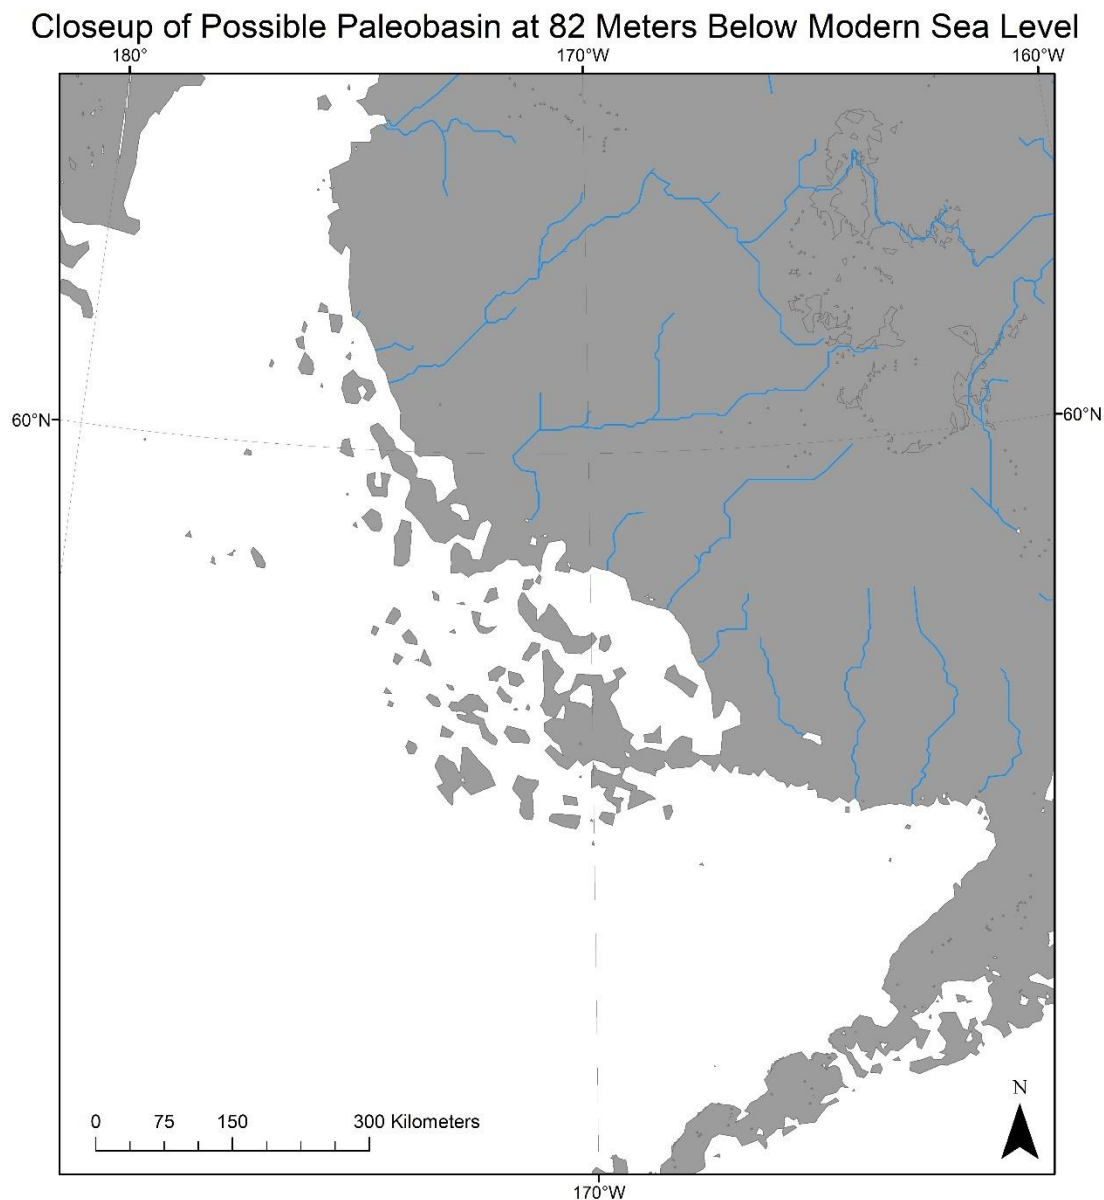 Closeup of Possible Paleobasin at 82 Meters Below Modern Sea Level
180° 170°W 160°W
60°N 60°N
N
0 75 150 300 Kilometers
170°W